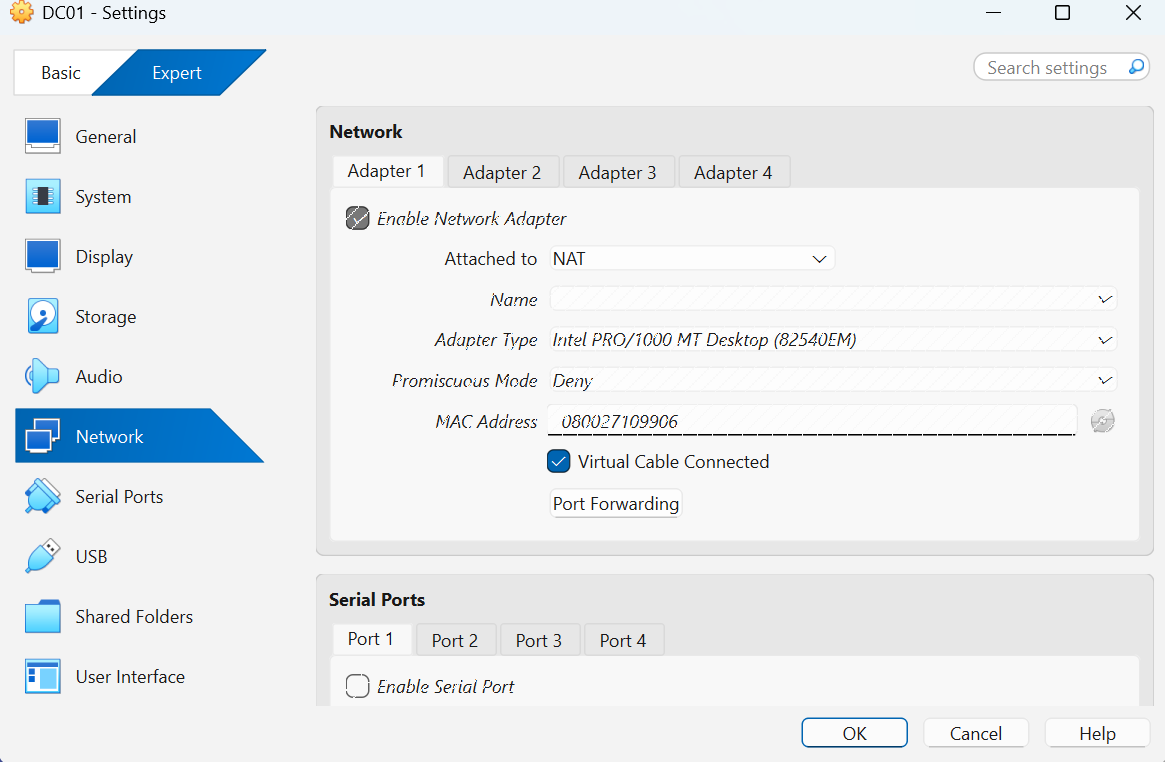 DC01 - Settings
Basic
Expert
Search settings
General
System
Display
Storage
Audio
Network
Serial Ports
USB
Shared Folders
User Interface
Network
Adapter 1
Adapter 2
Adapter 3
Adapter 4
Enable Network Adapter
Attached to NAT
Name
Adapter Type Intel PRO/1000 MT Desktop (82540EM)
Promiscuous Mode Deny
MAC Address 080027109906
Virtual Cable Connected
Port Forwarding
Serial Ports
Port 1
Port 2
Port 3
Port 4
Enable Serial Port
OK
Cancel
Help